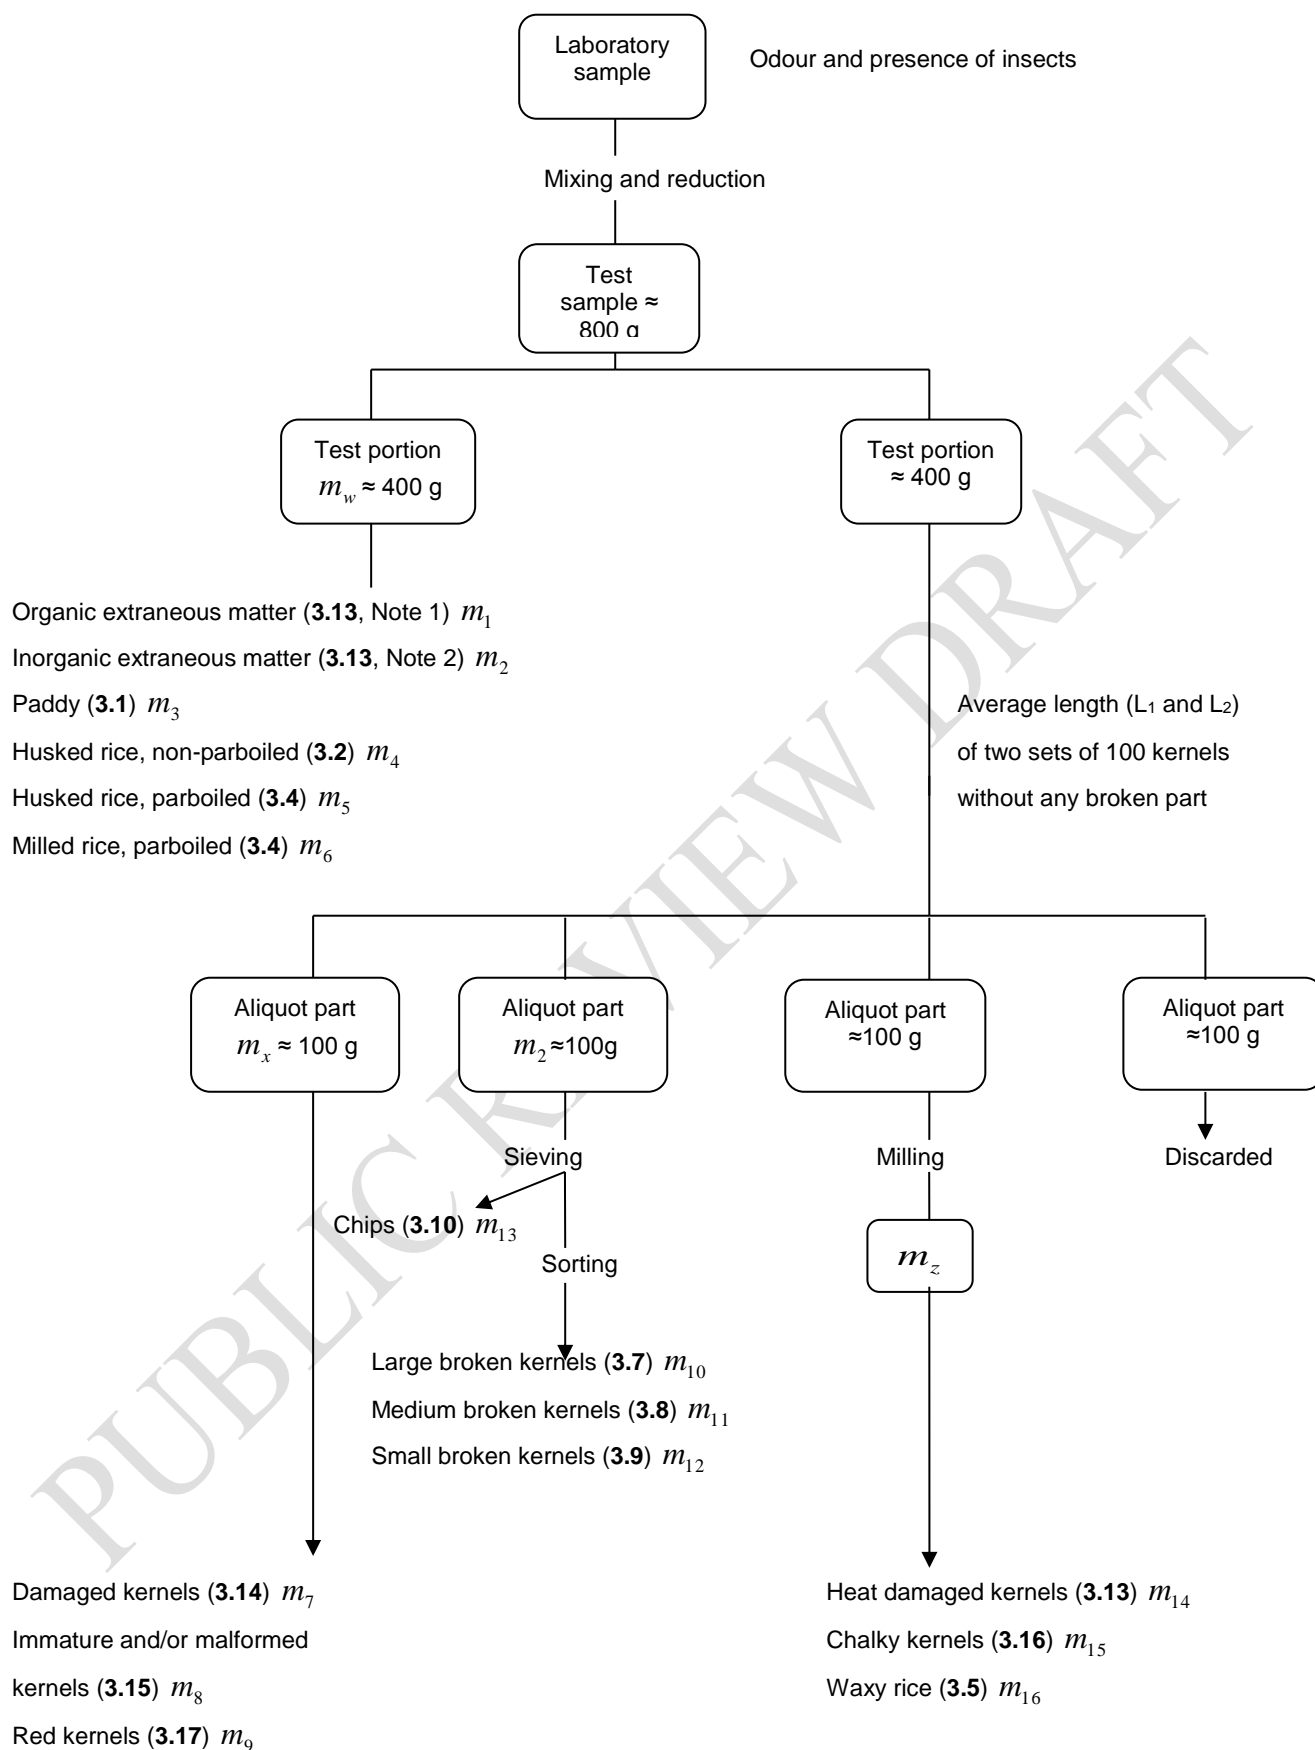 Laboratory
sample
Odour and presence of insects
Mixing and reduction
Test
sample ≈
800 g
Test portion
m_w ≈ 400 g
Test portion
≈ 400 g
Organic extraneous matter (3.13, Note 1) m_1
Inorganic extraneous matter (3.13, Note 2) m_2
Paddy (3.1) m_3
Husked rice, non-parboiled (3.2) m_4
Husked rice, parboiled (3.4) m_5
Milled rice, parboiled (3.4) m_6
Average length (L1 and L2)
of two sets of 100 kernels
without any broken part
Aliquot part
m_x ≈ 100 g
Aliquot part
m_2 ≈100g
Aliquot part
≈100 g
Aliquot part
≈100 g
Sieving
Milling
Discarded
Chips (3.10) m_13
Sorting
m_z
Large broken kernels (3.7) m_10
Medium broken kernels (3.8) m_11
Small broken kernels (3.9) m_12
Damaged kernels (3.14) m_7
Immature and/or malformed
kernels (3.15) m_8
Red kernels (3.17) m_9
Heat damaged kernels (3.13) m_14
Chalky kernels (3.16) m_15
Waxy rice (3.5) m_16
PUBLIC REVIEW DRAFT